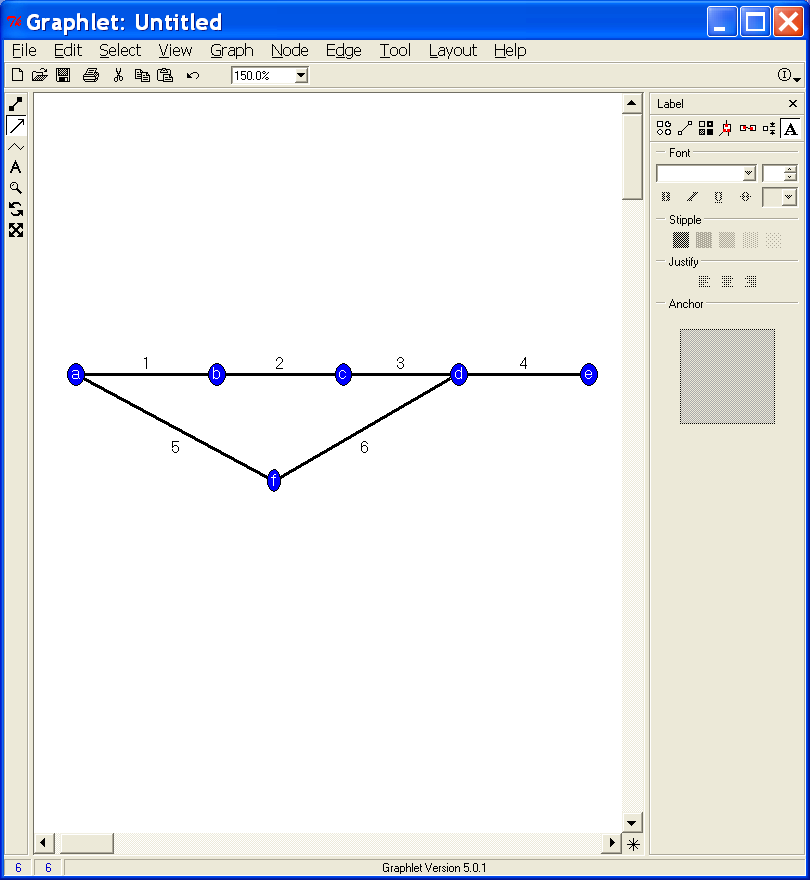 Graphlet: Untitled
File Edit Select View Graph Node Edge Tool Layout Help
150.0%
Label
A
A
Font
B I U O
Stipple
Justify
Anchor
1 2 3 4
a b c d e
5 6
f
6 6 Graphlet Version 5.0.1